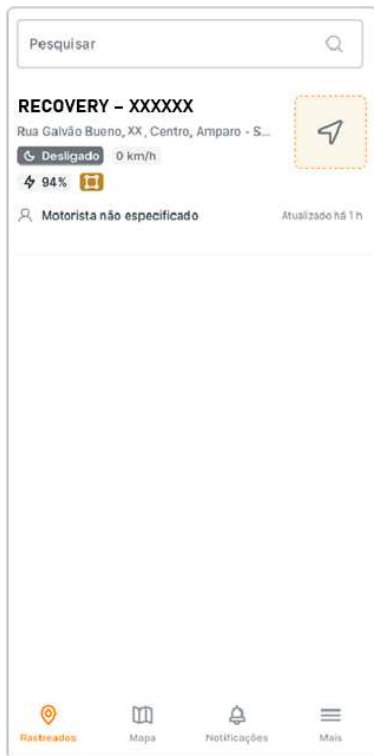 Pesquisar
RECOVERY – XXXXXX
Rua Galvão Bueno, XX, Centro, Amparo - S...
Desligado 0 km/h
94%
Motorista não especificado Atualizado há 1 h
Rastreados Mapa Notificações Mais